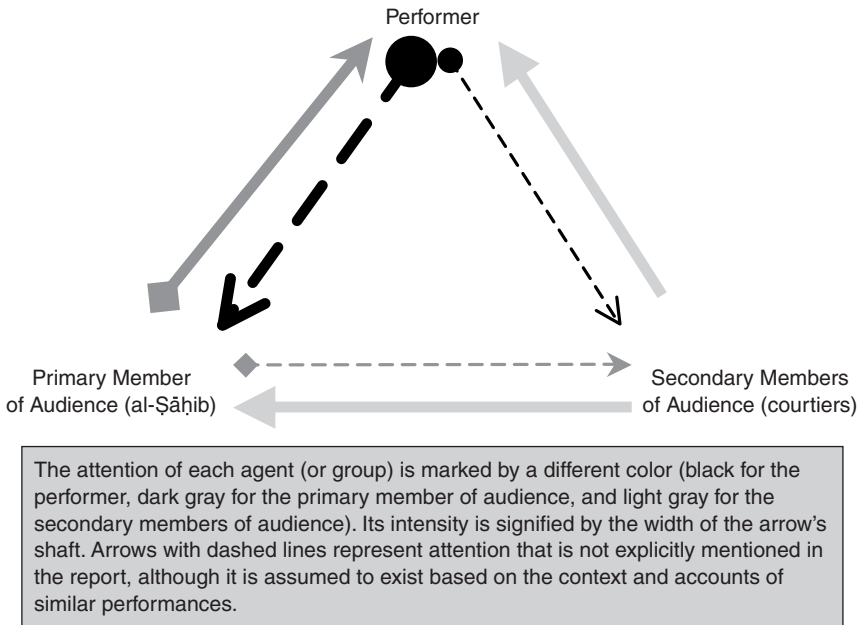 Performer
Primary Member
of Audience (al-Ṣāḥib)
Secondary Members
of Audience (courtiers)
The attention of each agent (or group) is marked by a different color (black for the
performer, dark gray for the primary member of audience, and light gray for the
secondary members of audience). Its intensity is signified by the width of the arrow’s
shaft. Arrows with dashed lines represent attention that is not explicitly mentioned in
the report, although it is assumed to exist based on the context and accounts of
similar performances.